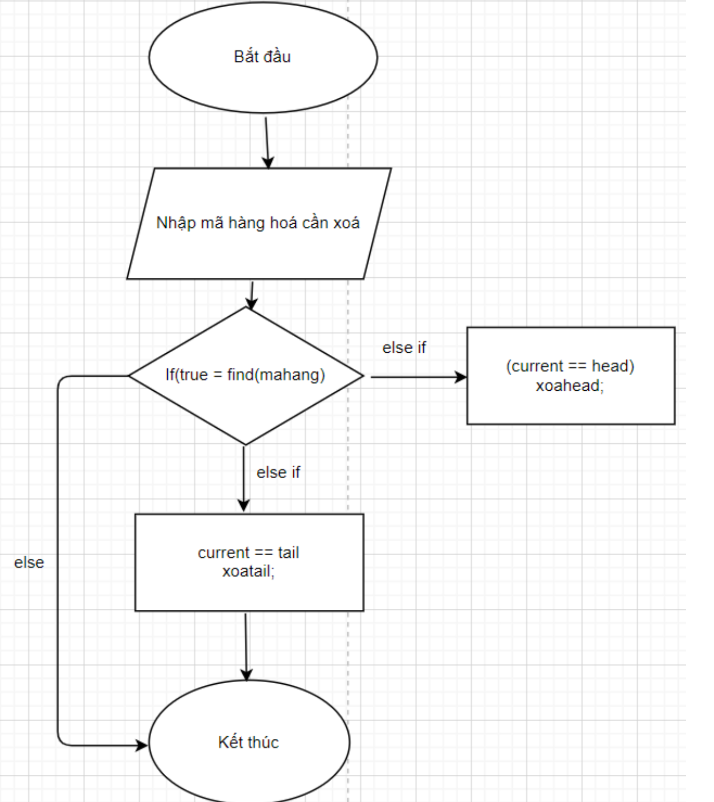 Bắt đầu
Nhập mã hàng hoá cần xoá
If(true = find(mahang)
else if
(current == head)
xoahead;
else if
current == tail
xoatail;
else
Kết thúc